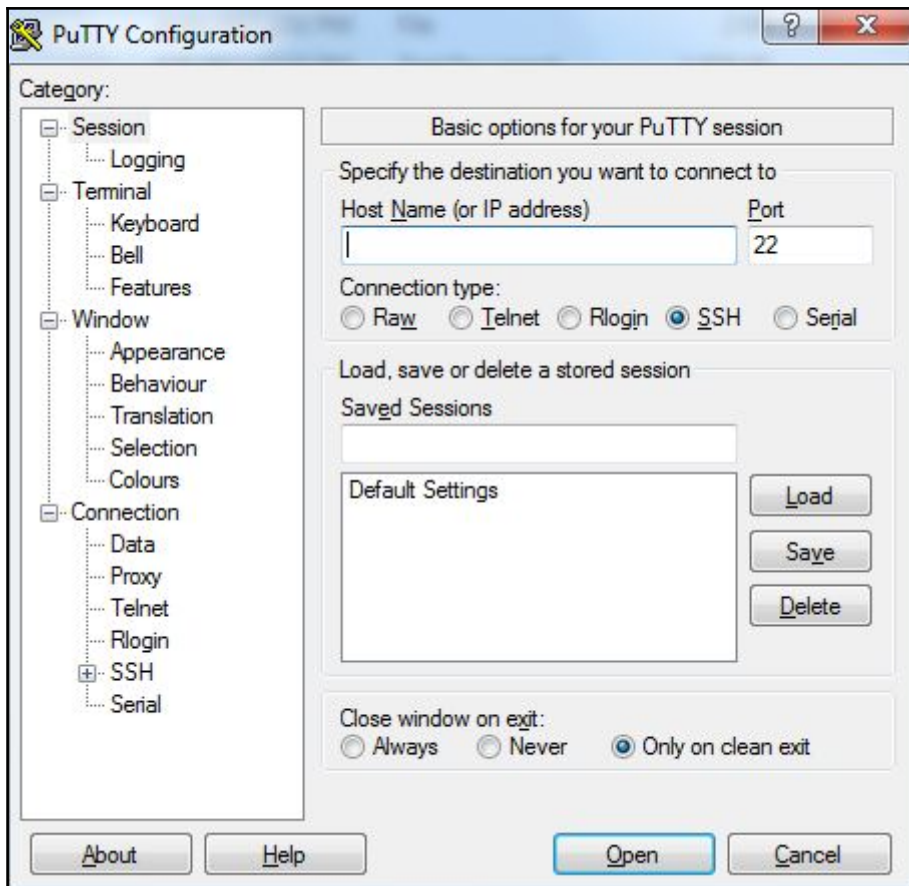 PuTTY Configuration
?
X
Category:
Session
Logging
Terminal
Keyboard
Bell
Features
Window
Appearance
Behaviour
Translation
Selection
Colours
Connection
Data
Proxy
Telnet
Rlogin
SSH
Serial
Basic options for your PuTTY session
Specify the destination you want to connect to
Host Name (or IP address) Port
22
Connection type:
Raw Telnet Rlogin SSH Serial
Load, save or delete a stored session
Saved Sessions
Default Settings
Load
Save
Delete
Close window on exit:
Always Never Only on clean exit
About Help Open Cancel